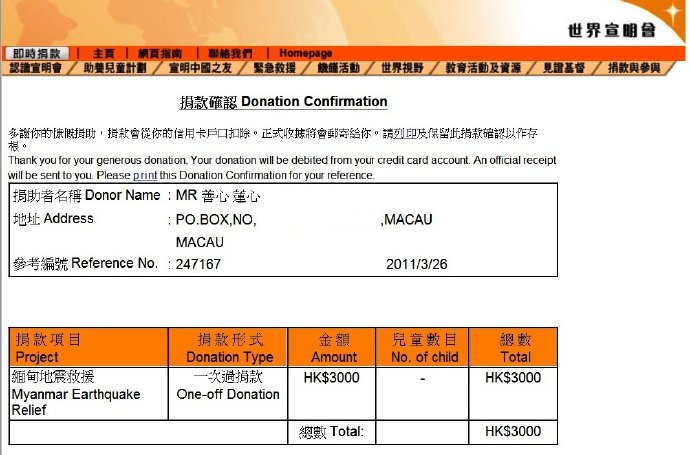 世界宣明會
即時捐款 | 主頁 | 網頁指南 | 聯絡我們 | Homepage
認識宣明會 / 助養兒童計劃 / 宣明中國之友 / 緊急救援 / 饑饉活動 / 世界視野 / 教育活動及資源 / 見證基督 / 捐款與參與 /
捐款確認 Donation Confirmation
多謝你的慷慨捐助，捐款會從你的信用卡戶口扣除。正式收據將會郵寄給你。請列印及保留此捐款確認以作存
根。
Thank you for your generous donation. Your donation will be debited from your credit card account. An official receipt
will be sent to you. Please print this Donation Confirmation for your reference.
捐助者名稱 Donor Name : MR 善心 蓮心
地址 Address : PO.BOX,NO, ,MACAU
MACAU
參考編號 Reference No. : 247167 2011/3/26
捐款項目 捐款形式 金額 兒童數目 總數
Project Donation Type Amount No. of child Total
緬甸地震救援 一次過捐款 HK$3000 - HK$3000
Myanmar Earthquake One-off Donation
Relief
總數 Total: HK$3000